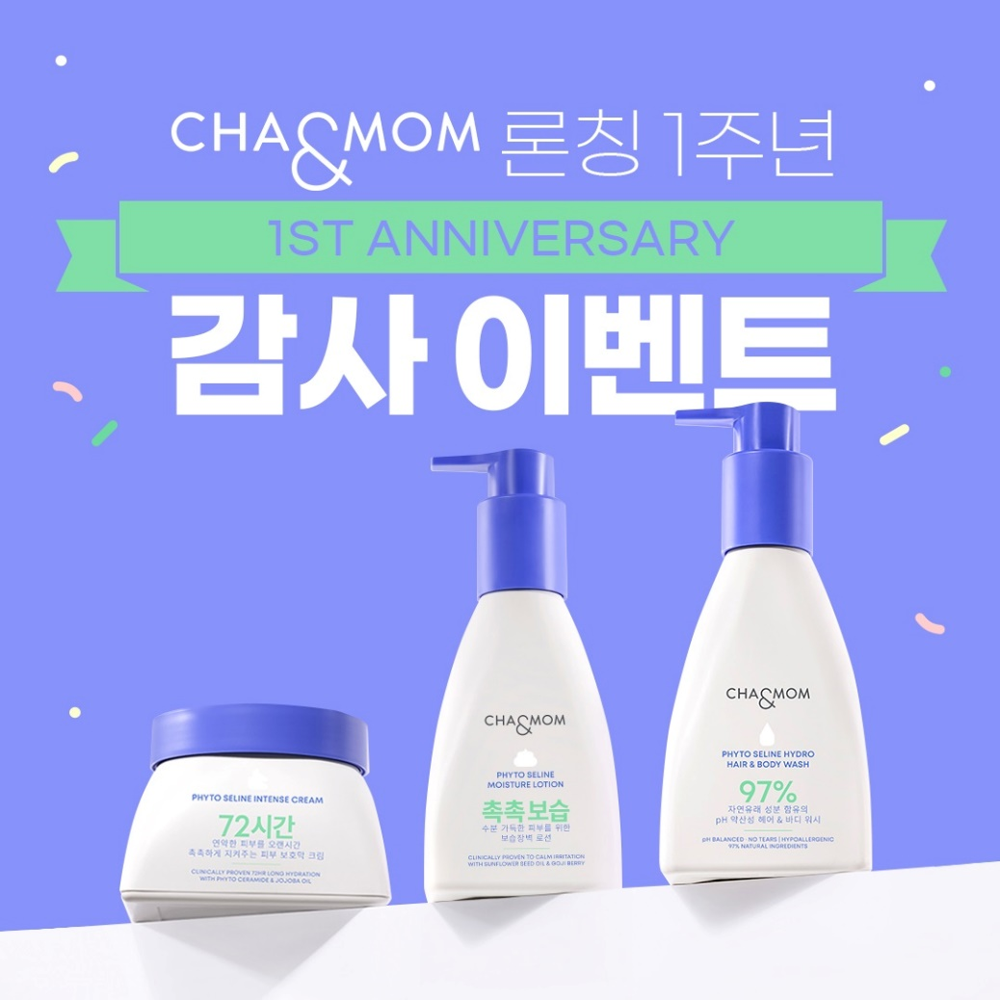 CHA&MOM 론칭 1주년
1ST ANNIVERSARY
감사 이벤트
PHYTO SELINE INTENSE CREAM
72시간
연약한 피부를 오랜시간
촉촉하게 지켜주는 피부 보호막 크림
CLINICALLY PROVEN 72HR LONG HYDRATION
WITH PHYTO CERAMIDE & JOJOBA OIL
CHA&MOM
PHYTO SELINE
MOISTURE LOTION
촉촉 보습
수분 가득한 피부를 위한
보습장벽 로션
CLINICALLY PROVEN TO CALM IRRITATION
WITH SUNFLOWER SEED OIL & GOJI BERRY
CHA&MOM
PHYTO SELINE HYDRO
HAIR & BODY WASH
97%
자연유래 성분 함유의
pH 약산성 헤어 & 바디 워시
pH BALANCED · NO TEARS | HYPOALLERGENIC
97% NATURAL INGREDIENTS